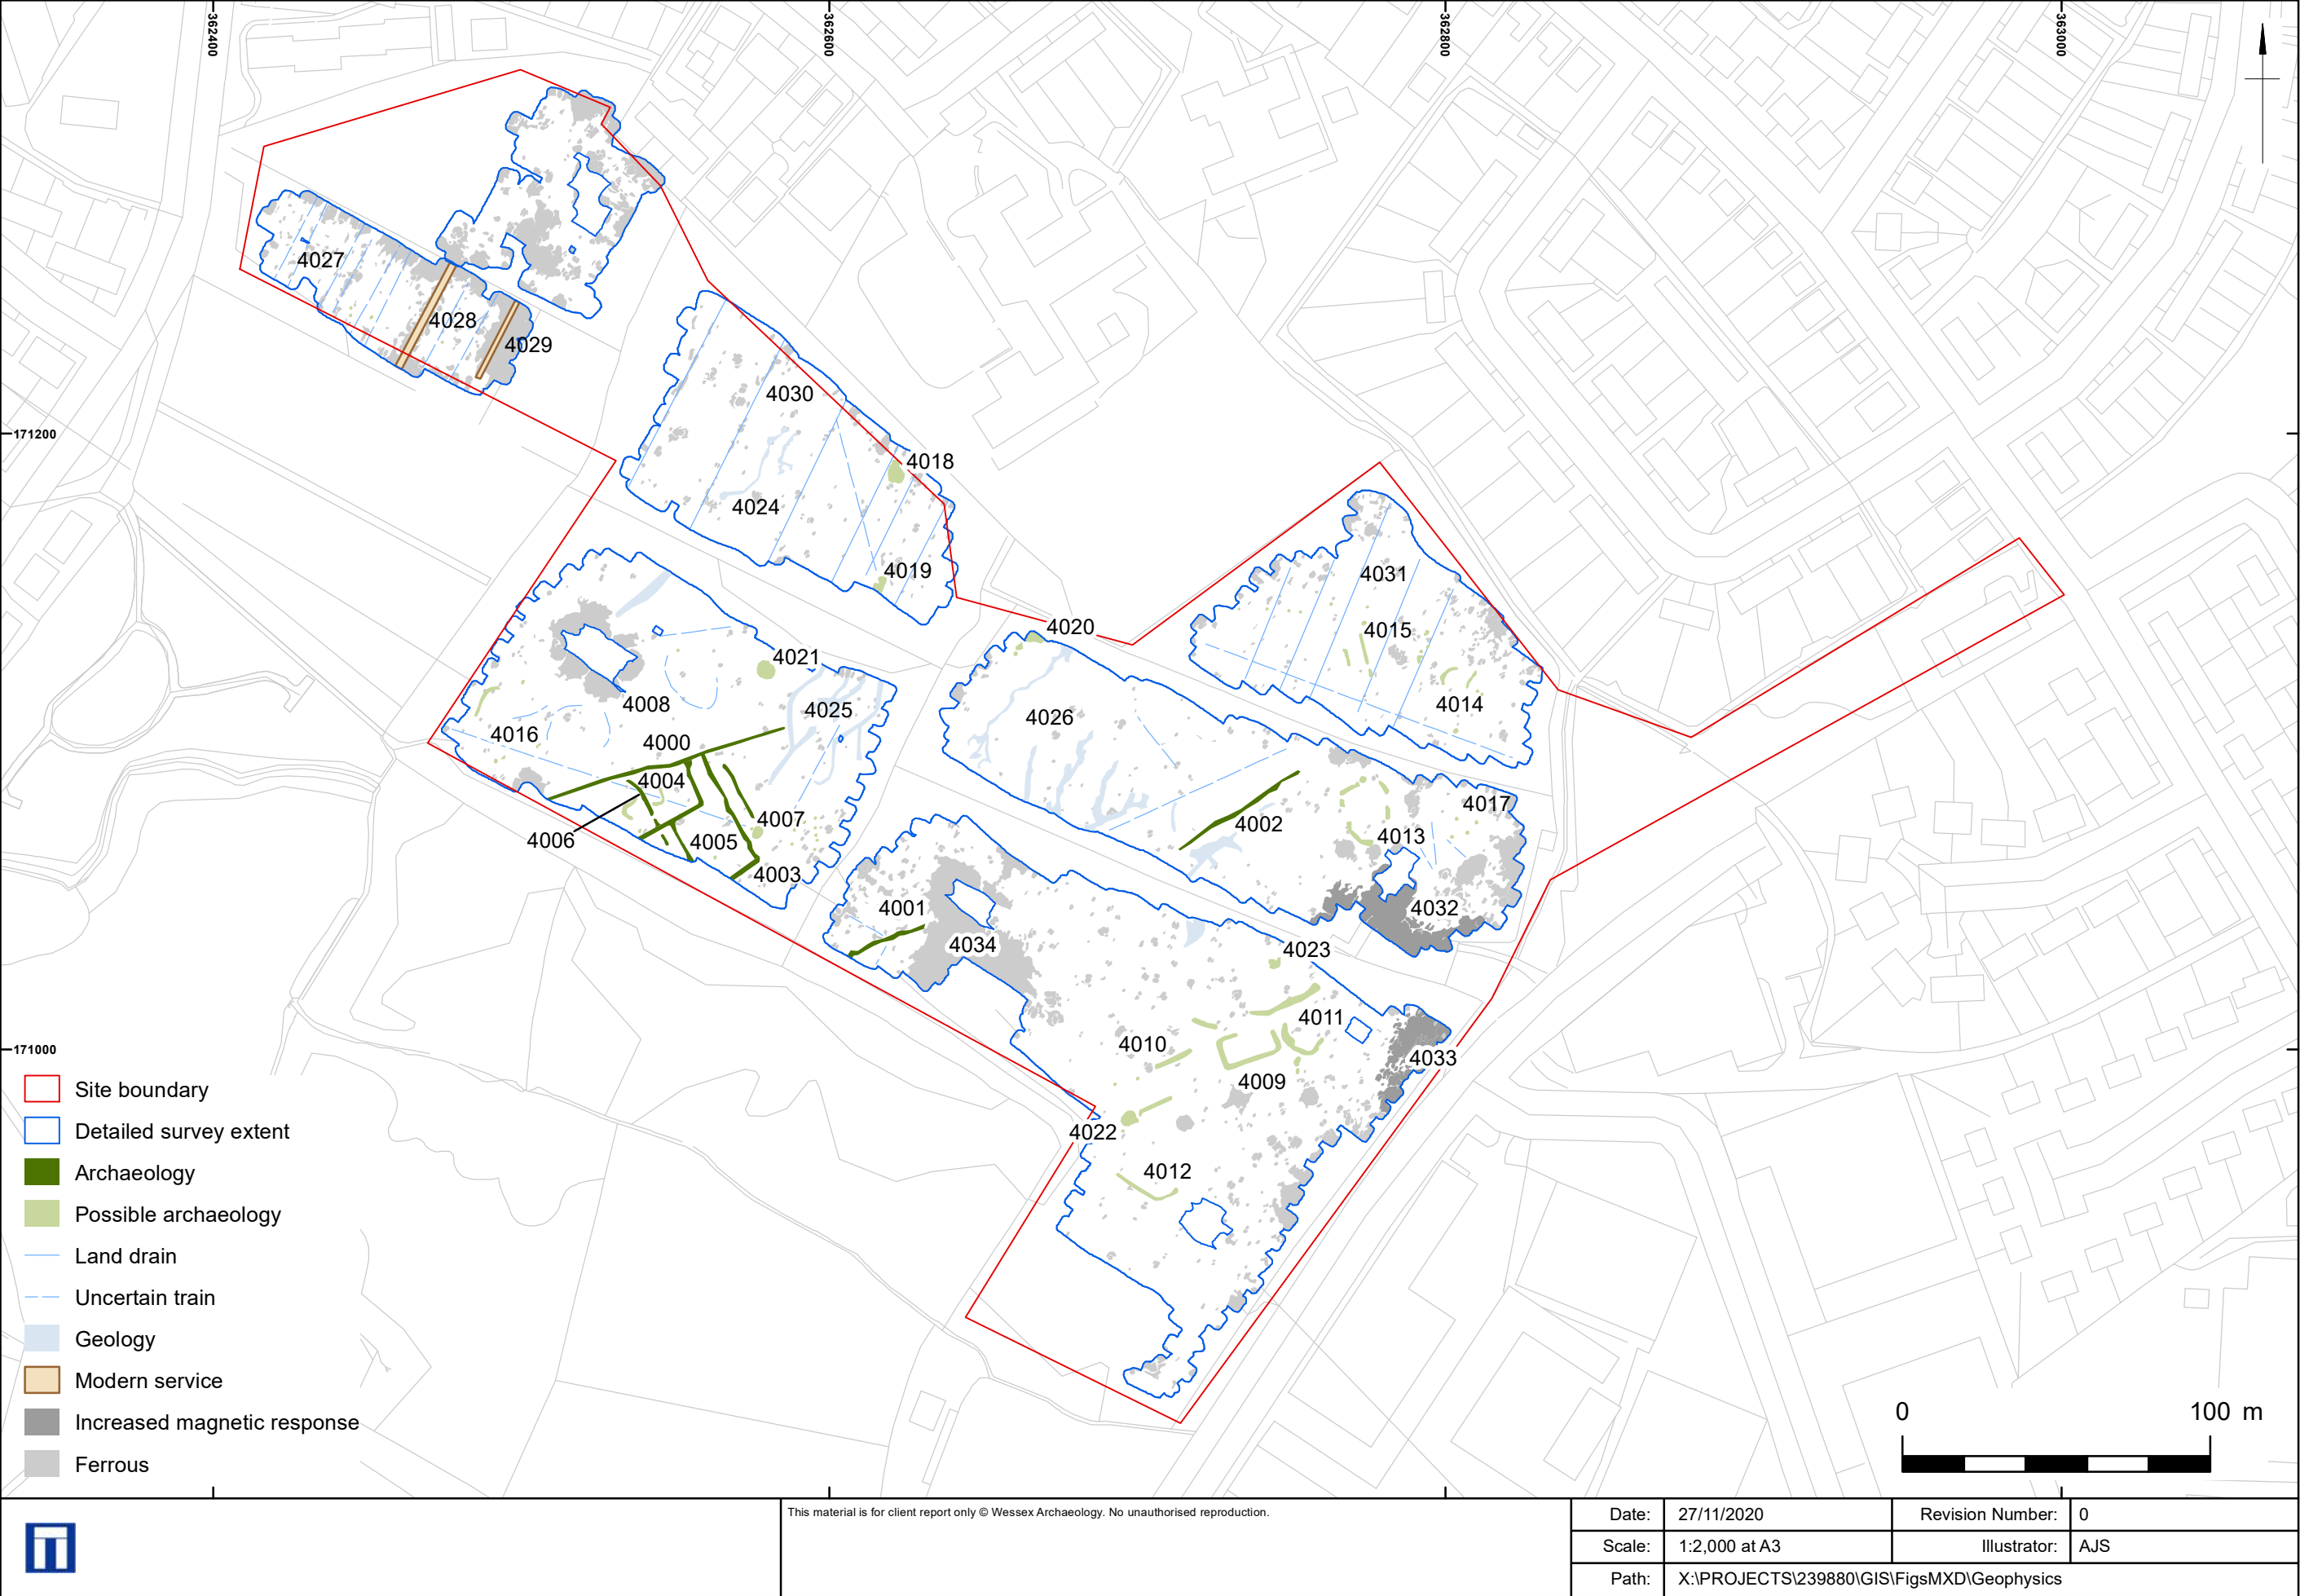 362400
362600
362800
363000
4027
4028
4029
4030
171200
4018
4024
4019
4031
4020
4015
4021
4008
4025
4014
4026
4016
4000
4004
4017
4007
4002
4013
4006
4005
4003
4001
4032
4034
4023
4011
4010
171000
4033
4009
Site boundary
4022
Detailed survey extent
4012
Archaeology
Possible archaeology
Land drain
Uncertain train
Geology
Modern service
Increased magnetic response
0 100 m
Ferrous
This material is for client report only © Wessex Archaeology. No unauthorised reproduction.
Date: 27/11/2020 Revision Number: 0
Scale: 1:2,000 at A3 Illustrator: AJS
Path: X:\PROJECTS\239880\GIS\FigsMXD\Geophysics